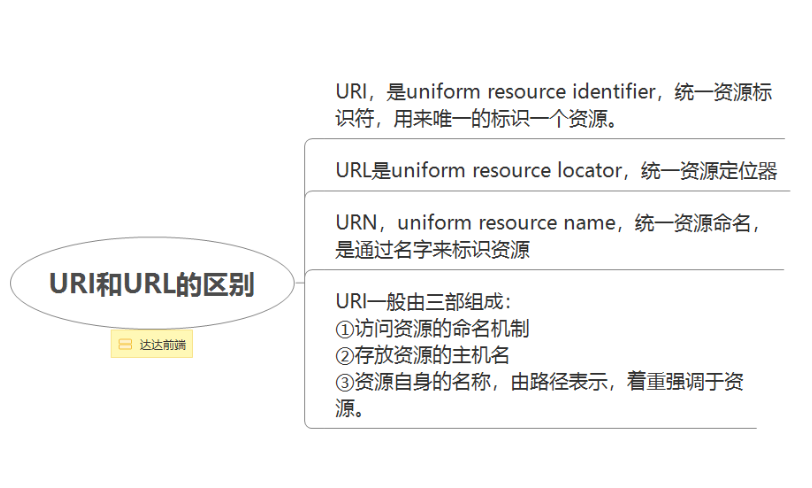 URI，是uniform resource identifier，统一资源标
识符，用来唯一的标识一个资源。
URL是uniform resource locator，统一资源定位器
URN，uniform resource name，统一资源命名，
是通过名字来标识资源
URI和URL的区别
达达前端
URI一般由三部组成：
①访问资源的命名机制
②存放资源的主机名
③资源自身的名称，由路径表示，着重强调于资
源。